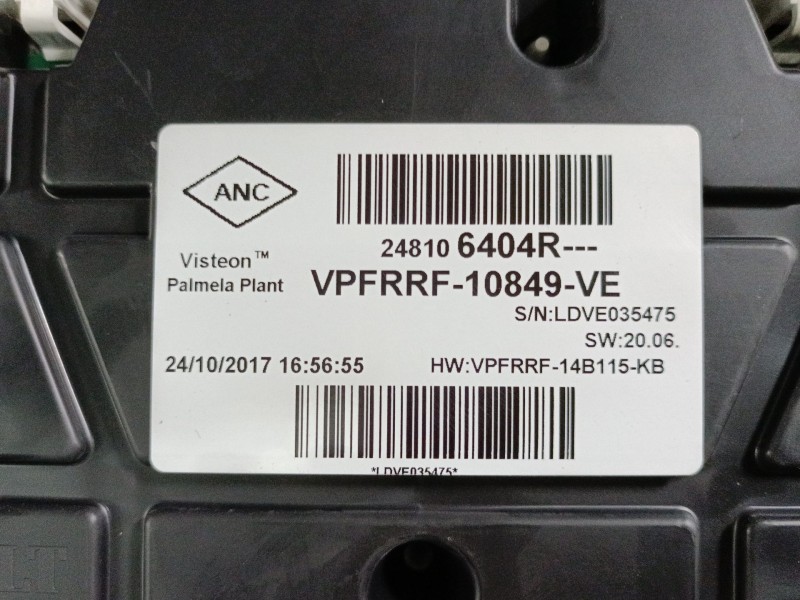 ANC
24810 6404R---
Visteon™
Palmela Plant
VPFRRF-10849-VE
S/N:LDVE035475
SW:20.06.
24/10/2017 16:56:55
HW:VPFRRF-14B115-KB
*LDVE035475*
LT